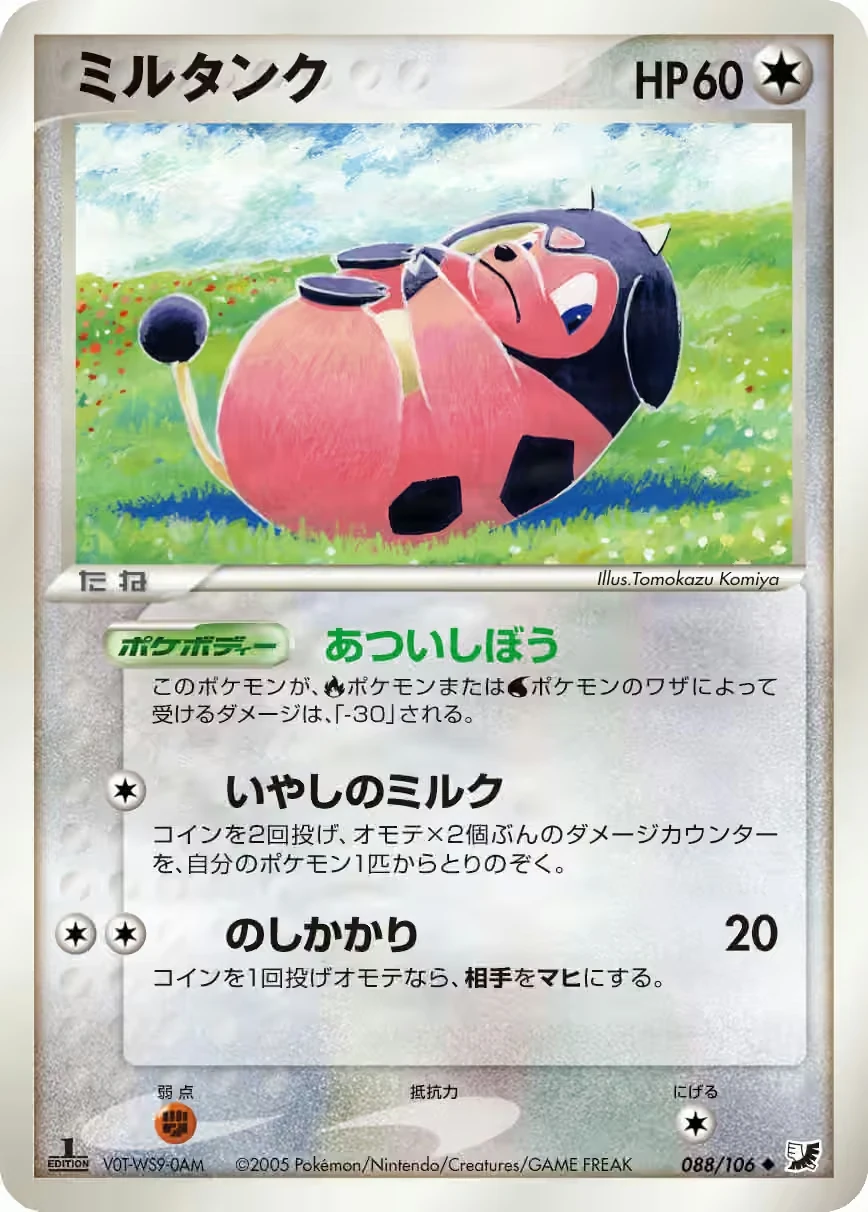 ミルタンク HP60
たね Illus.Tomokazu Komiya
ポケボディー あついしぼう
このポケモンが、ポケモンまたはポケモンのワザによって
受けるダメージは、「-30」される。
いやしのミルク
コインを2回投げ、オモテ×2個ぶんのダメージカウンター
を、自分のポケモン1匹からとりのぞく。
のしかかり 20
コインを1回投げオモテなら、相手をマヒにする。
弱点 抵抗力 にげる
1 EDITION V0T-WS9-0AM ©2005 Pokémon/Nintendo/Creatures/GAME FREAK 088/106